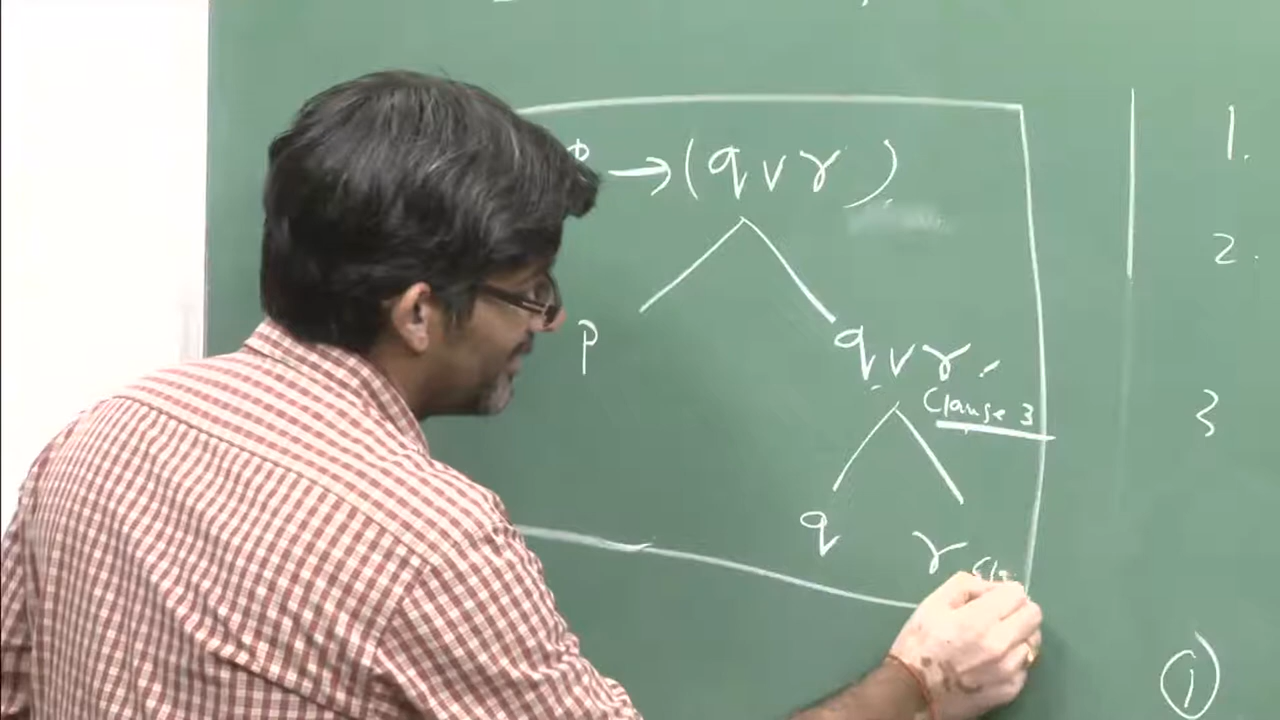 p → (q ∨ r)
1.
2.
p
q ∨ r
Clause 3
3
q
r
1